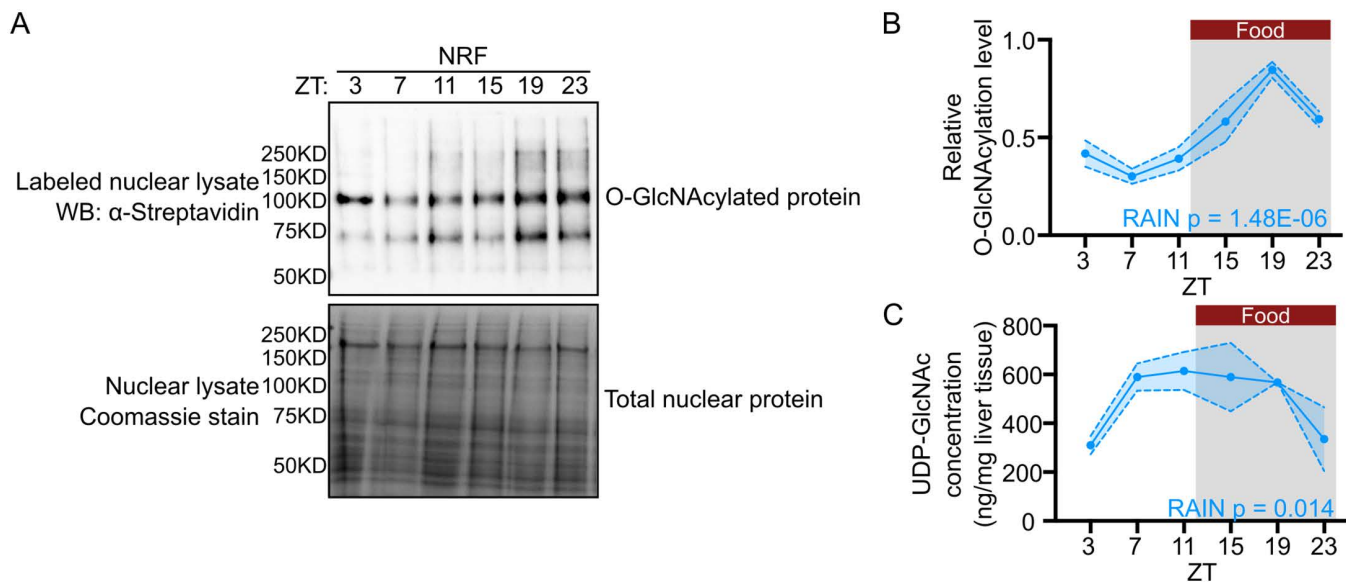 A
NRF
ZT: 3 7 11 15 19 23
250KD
150KD
100KD
75KD
50KD
Labeled nuclear lysate
WB: α-Streptavidin
O-GlcNAcylated protein
250KD
150KD
100KD
75KD
50KD
Nuclear lysate
Coomassie stain
Total nuclear protein
B
Food
Relative
O-GlcNAcylation level
1.0
0.5
0.0
RAIN p = 1.48E-06
3 7 11 15 19 23
ZT
C
Food
UDP-GlcNAc
concentration
(ng/mg liver tissue)
800
600
400
200
0
RAIN p = 0.014
3 7 11 15 19 23
ZT